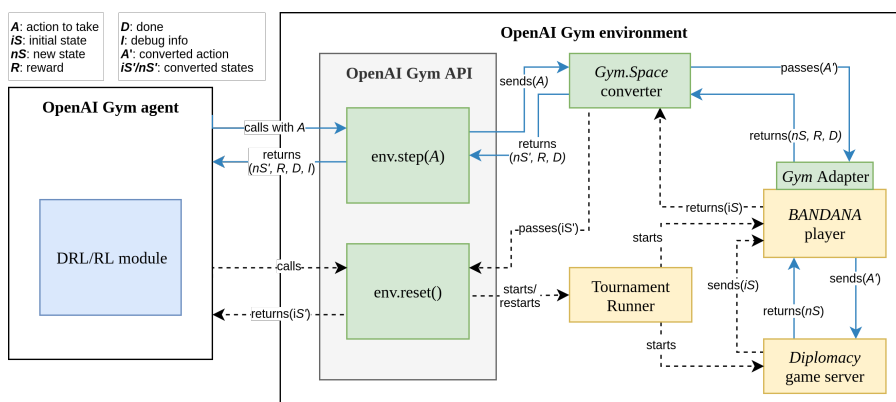 A: action to take
iS: initial state
nS: new state
R: reward
D: done
I: debug info
A': converted action
iS'/nS': converted states
OpenAI Gym environment
OpenAI Gym agent
OpenAI Gym API
Gym.Space
converter
sends(A)
passes(A')
calls with A
env.step(A)
returns
(nS', R, D, I)
returns
(nS', R, D)
returns(nS, R, D)
Gym Adapter
DRL/RL module
returns(iS)
BANDANA
player
passes(iS')
starts
calls
env.reset()
starts/
restarts
Tournament
Runner
sends(iS)
sends(A')
returns(iS')
returns(nS)
starts
Diplomacy
game server